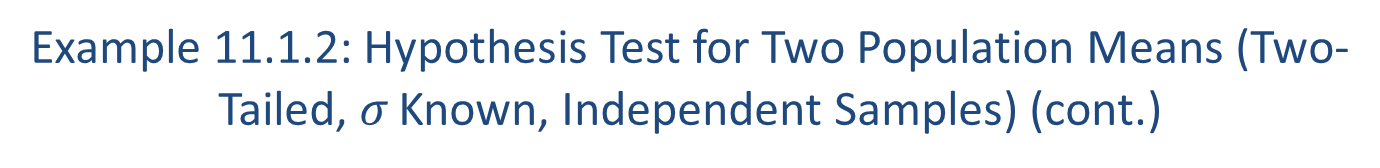 Example 11.1.2: Hypothesis Test for Two Population Means (Two-
Tailed, σ Known, Independent Samples) (cont.)